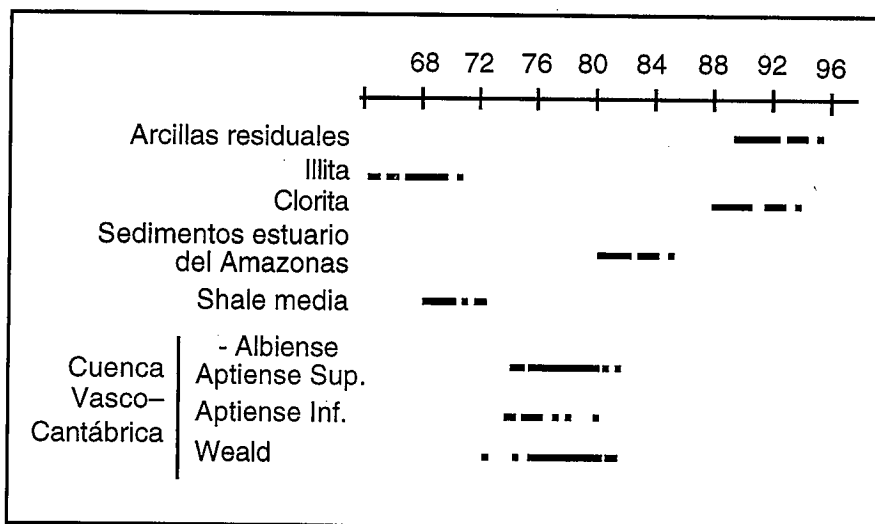 68 72 76 80 84 88 92 96
Arcillas residuales
Illita
Clorita
Sedimentos estuario
del Amazonas
Shale media
Cuenca
Vasco–
Cantábrica
- Albiense
Aptiense Sup.
Aptiense Inf.
Weald